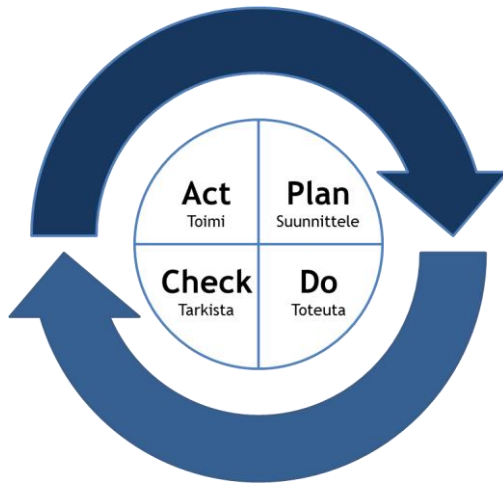 Act
Toimi
Plan
Suunnittele
Check
Tarkista
Do
Toteuta